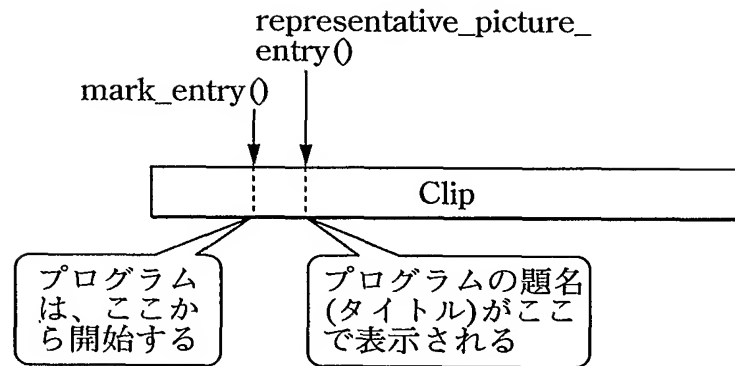 representative_picture_
entry()
mark_entry()
Clip
プログラム
は、ここか
ら開始する
プログラムの題名
(タイトル)がここ
で表示される